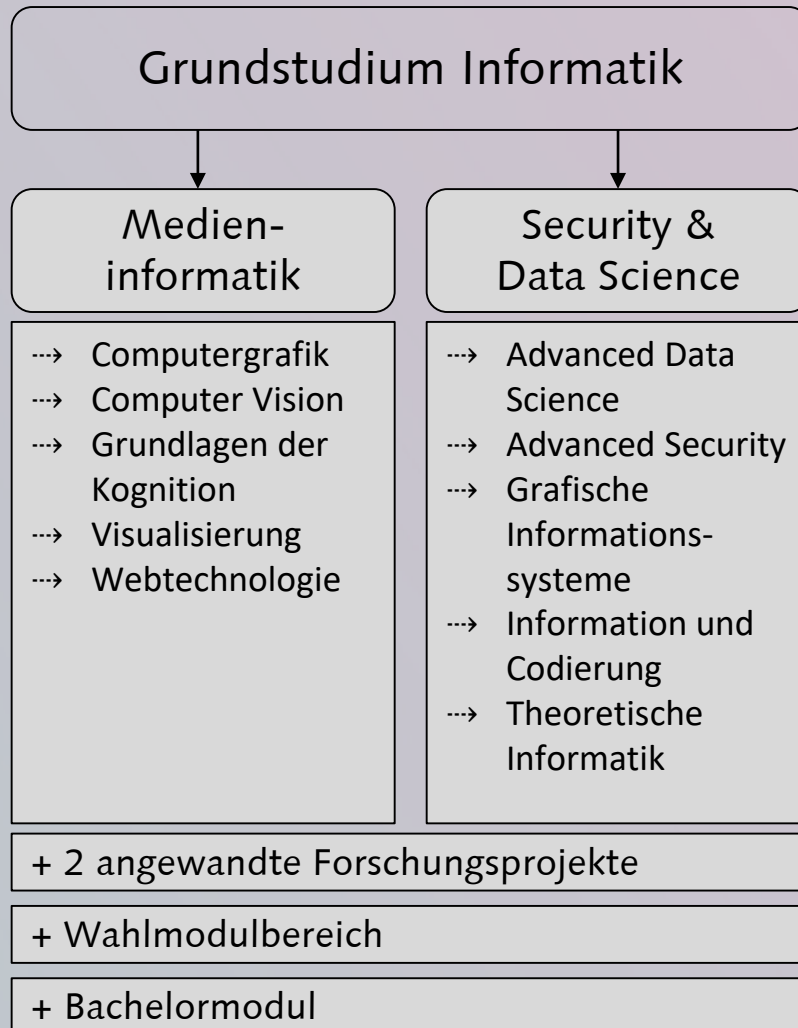 Grundstudium Informatik
Medien-
informatik
⇢ Computergrafik
⇢ Computer Vision
⇢ Grundlagen der
Kognition
⇢ Visualisierung
⇢ Webtechnologie
Security &
Data Science
⇢ Advanced Data
Science
⇢ Advanced Security
⇢ Grafische
Informations-
systeme
⇢ Information und
Codierung
⇢ Theoretische
Informatik
+ 2 angewandte Forschungsprojekte
+ Wahlmodulbereich
+ Bachelormodul